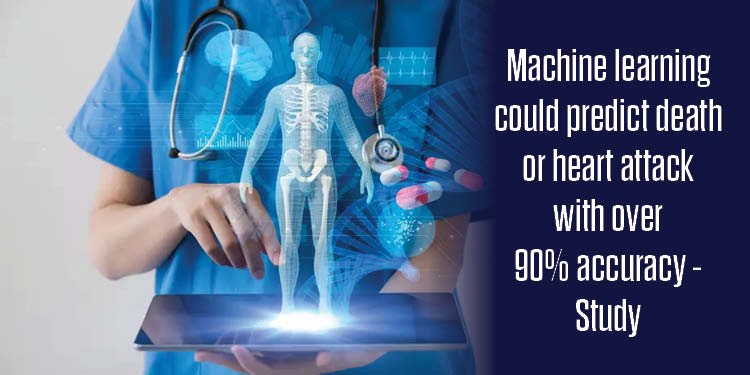 Machine learning
could predict death
or heart attack
with over
90% accuracy -
Study